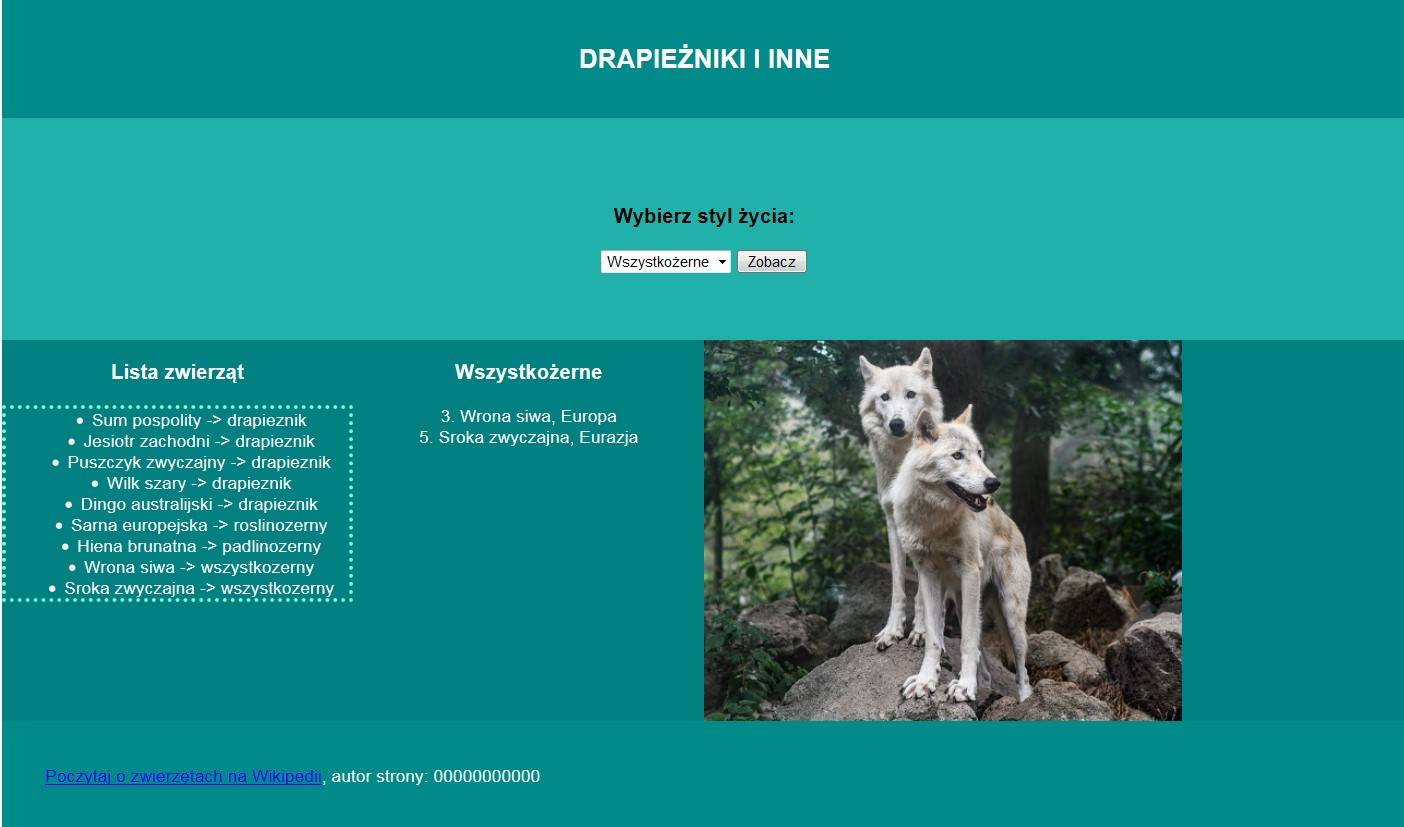 DRAPIEŻNIKI I INNE
Wybierz styl życia:
Wszystkożerne Zobacz
Lista zwierząt
Sum pospolity -> drapieznik
Jesiotr zachodni -> drapieznik
Puszczyk zwyczajny -> drapieznik
Wilk szary -> drapieznik
Dingo australijski -> drapieznik
Sarna europejska -> roslinozerny
Hiena brunatna -> padlinozerny
Wrona siwa -> wszystkozerny
Sroka zwyczajna -> wszystkozerny
Wszystkożerne
3. Wrona siwa, Europa
5. Sroka zwyczajna, Eurazja
Poczytaj o zwierzętach na Wikipedii, autor strony: 00000000000